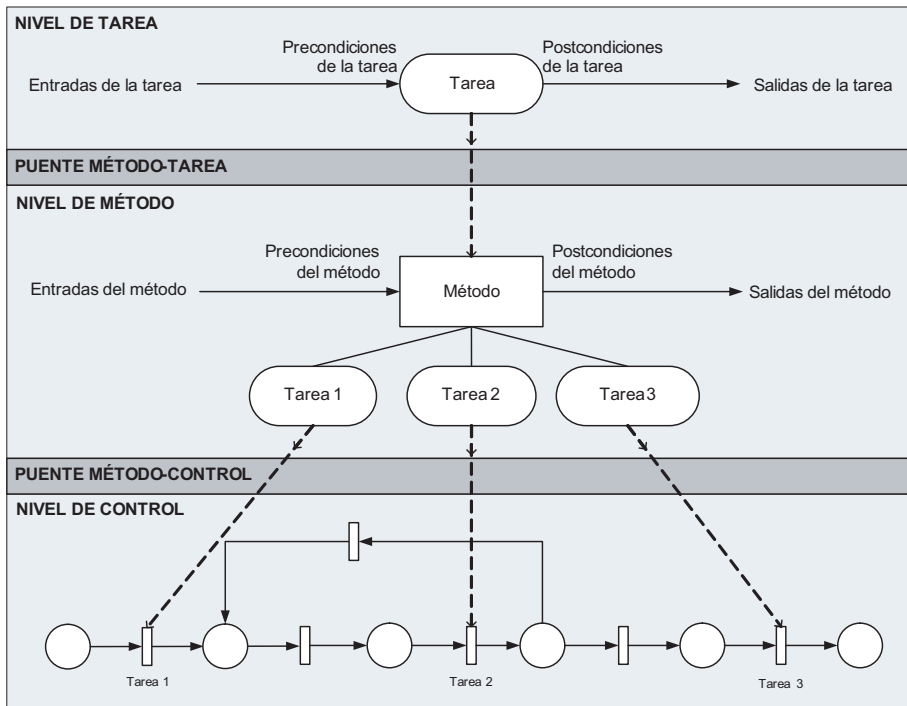 NIVEL DE TAREA
Precondiciones
de la tarea
Postcondiciones
de la tarea
Entradas de la tarea
Tarea
Salidas de la tarea
PUENTE MÉTODO-TAREA
NIVEL DE MÉTODO
Precondiciones
del método
Postcondiciones
del método
Entradas del método
Método
Salidas del método
Tarea 1
Tarea 2
Tarea 3
PUENTE MÉTODO-CONTROL
NIVEL DE CONTROL
Tarea 1
Tarea 2
Tarea 3